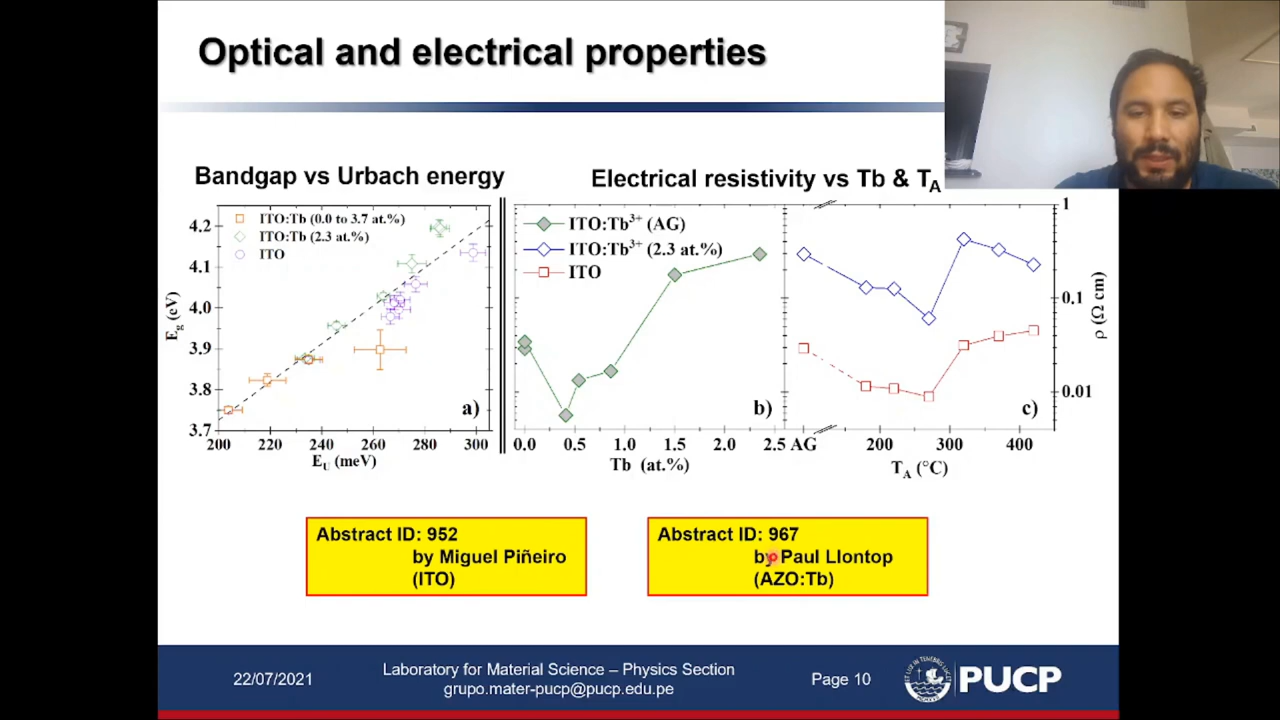 Optical and electrical properties
Bandgap vs Urbach energy
Electrical resistivity vs Tb & T_A
ITO:Tb (0.0 to 3.7 at.%)
ITO:Tb (2.3 at.%)
ITO
4.2
4.1
4.0
3.9
3.8
3.7
E_g (eV)
200 220 240 260 280 300
E_U (meV)
a)
ITO:Tb³⁺ (AG)
ITO:Tb³⁺ (2.3 at.%)
ITO
b)
0.0 0.5 1.0 1.5 2.0 2.5
Tb (at.%)
c)
AG 200 300 400
T_A (°C)
1
0.1
0.01
ρ (Ω cm)
Abstract ID: 952
by Miguel Piñeiro
(ITO)
Abstract ID: 967
by Paul Llontop
(AZO:Tb)
22/07/2021
Laboratory for Material Science – Physics Section
grupo.mater-pucp@pucp.edu.pe
Page 10
PUCP